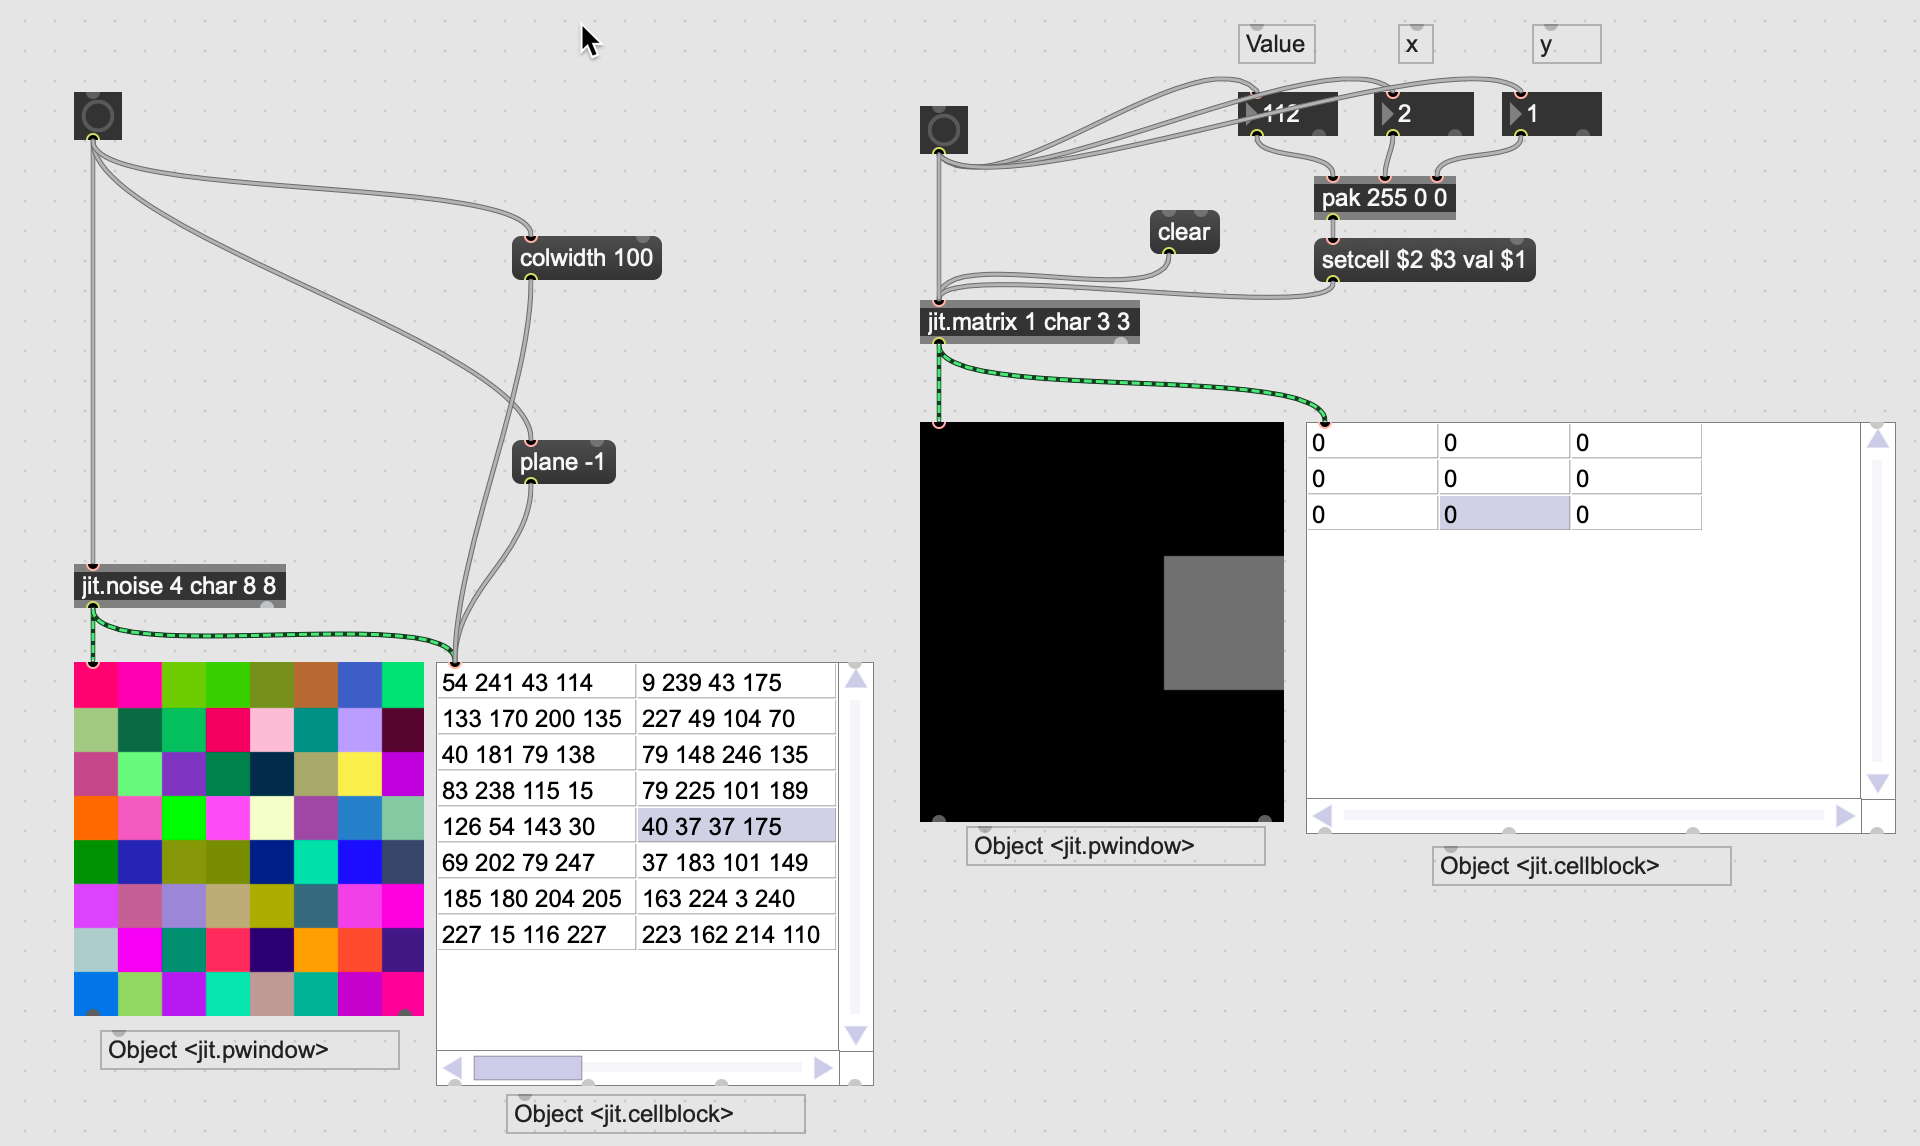 Value
x
y
112
2
1
pak 255 0 0
clear
setcell $2 $3 val $1
colwidth 100
jit.matrix 1 char 3 3
plane -1
0 0 0
0 0 0
0 0 0
jit.noise 4 char 8 8
54 241 43 114 9 239 43 175
133 170 200 135 227 49 104 70
40 181 79 138 79 148 246 135
83 238 115 15 79 225 101 189
126 54 143 30 40 37 37 175
69 202 79 247 37 183 101 149
185 180 204 205 163 224 3 240
227 15 116 227 223 162 214 110
Object <jit.pwindow>
Object <jit.cellblock>
Object <jit.pwindow>
Object <jit.cellblock>